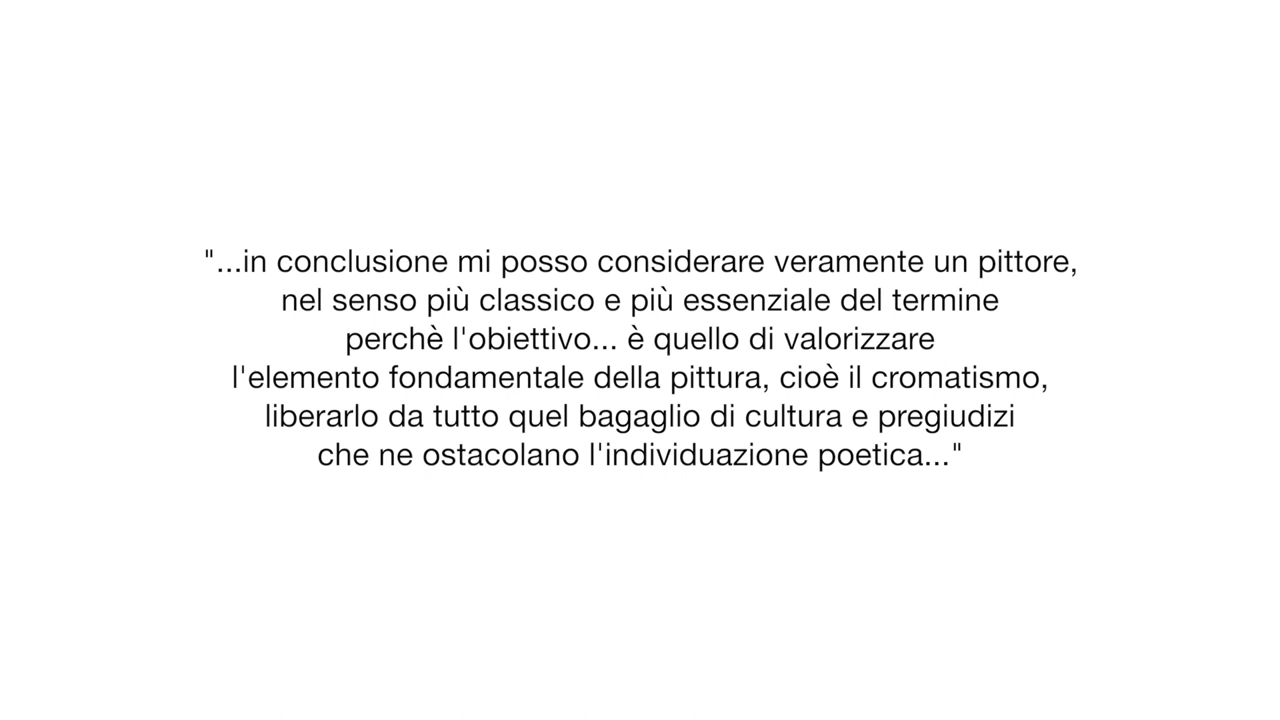 "...in conclusione mi posso considerare veramente un pittore,
nel senso più classico e più essenziale del termine
perchè l'obiettivo... è quello di valorizzare
l'elemento fondamentale della pittura, cioè il cromatismo,
liberarlo da tutto quel bagaglio di cultura e pregiudizi
che ne ostacolano l'individuazione poetica..."